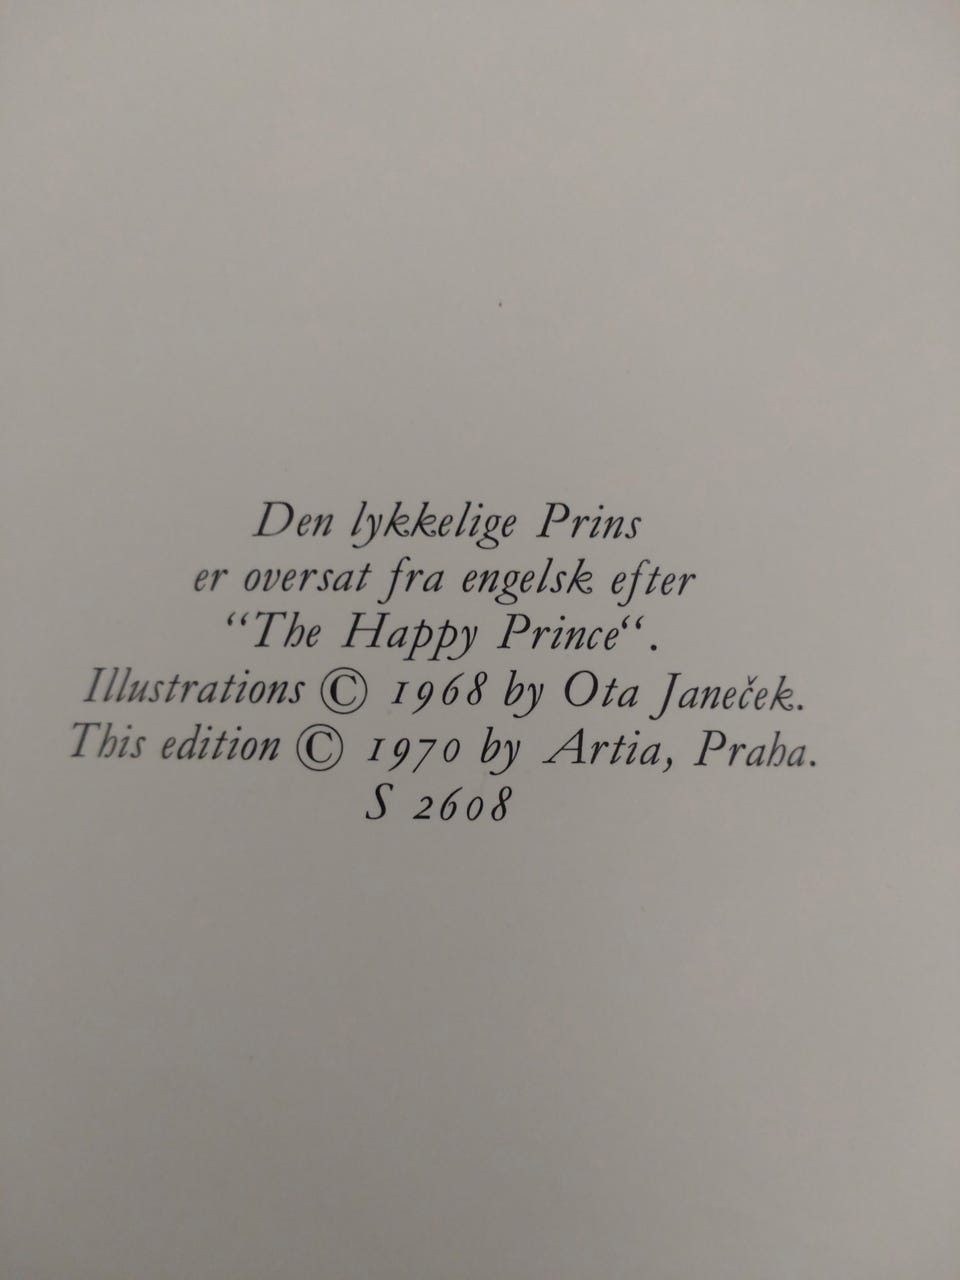 Den lykkelige Prins
er oversat fra engelsk efter
“The Happy Prince“.
Illustrations © 1968 by Ota Janeček.
This edition © 1970 by Artia, Praha.
S 2608